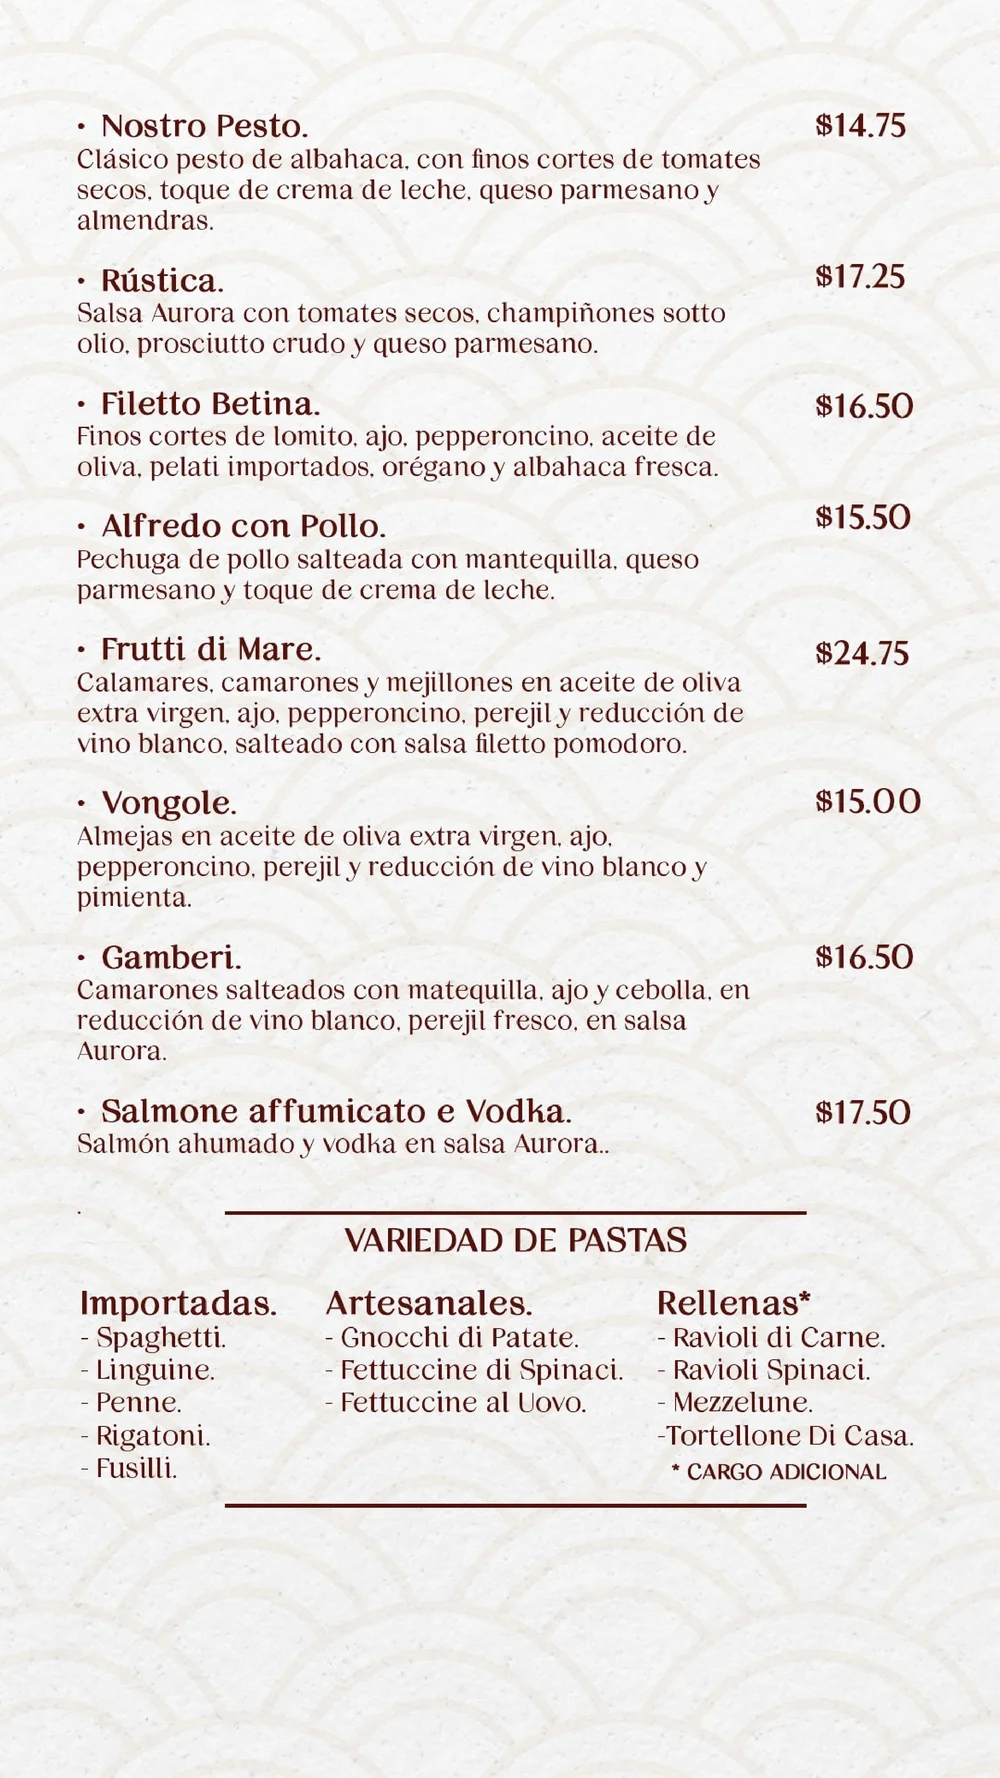 • Nostro Pesto. $14.75
Clásico pesto de albahaca, con finos cortes de tomates
secos, toque de crema de leche, queso parmesano y
almendras.
• Rústica. $17.25
Salsa Aurora con tomates secos, champiñones sotto
olio, prosciutto crudo y queso parmesano.
• Filetto Betina. $16.50
Finos cortes de lomito, ajo, pepperoncino, aceite de
oliva, pelati importados, orégano y albahaca fresca.
• Alfredo con Pollo. $15.50
Pechuga de pollo salteada con mantequilla, queso
parmesano y toque de crema de leche.
• Frutti di Mare. $24.75
Calamares, camarones y mejillones en aceite de oliva
extra virgen, ajo, pepperoncino, perejil y reducción de
vino blanco, salteado con salsa filetto pomodoro.
• Vongole. $15.00
Almejas en aceite de oliva extra virgen, ajo,
pepperoncino, perejil y reducción de vino blanco y
pimienta.
• Gamberi. $16.50
Camarones salteados con matequilla, ajo y cebolla, en
reducción de vino blanco, perejil fresco, en salsa
Aurora.
• Salmone affumicato e Vodka. $17.50
Salmón ahumado y vodka en salsa Aurora..
.
VARIEDAD DE PASTAS
Importadas.
- Spaghetti.
- Linguine.
- Penne.
- Rigatoni.
- Fusilli.
Artesanales.
- Gnocchi di Patate.
- Fettuccine di Spinaci.
- Fettuccine al Uovo.
Rellenas*
- Ravioli di Carne.
- Ravioli Spinaci.
- Mezzelune.
-Tortellone Di Casa.
* CARGO ADICIONAL